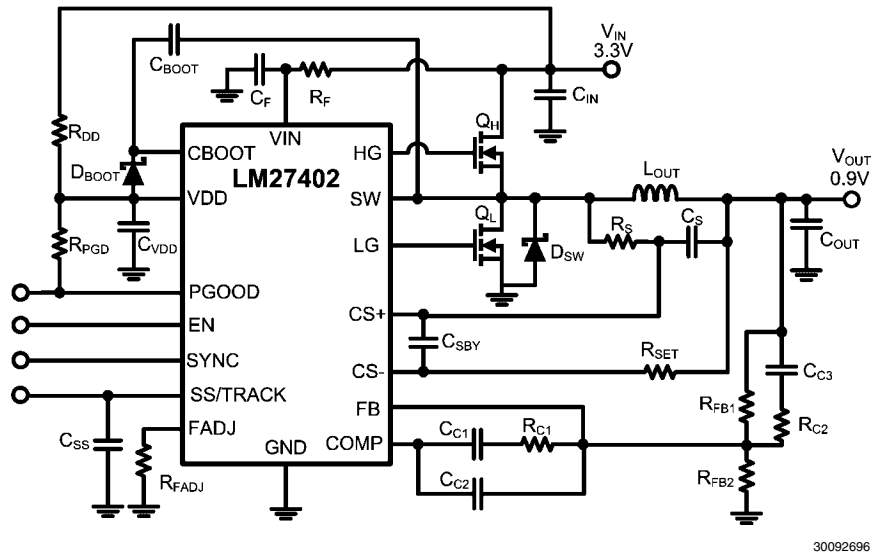 V_IN
3.3V
C_BOOT
C_F
R_F
C_IN
R_DD
VIN
Q_H
D_BOOT
CBOOT
LM27402
HG
V_OUT
0.9V
VDD
SW
L_OUT
Q_L
R_S
C_S
R_PGD
C_VDD
LG
D_SW
C_OUT
PGOOD
CS+
EN
C_SBY
SYNC
CS-
R_SET
C_C3
SS/TRACK
FB
R_FB1
C_SS
FADJ
C_C1
R_C1
R_C2
GND
COMP
R_FADJ
C_C2
R_FB2
30092696